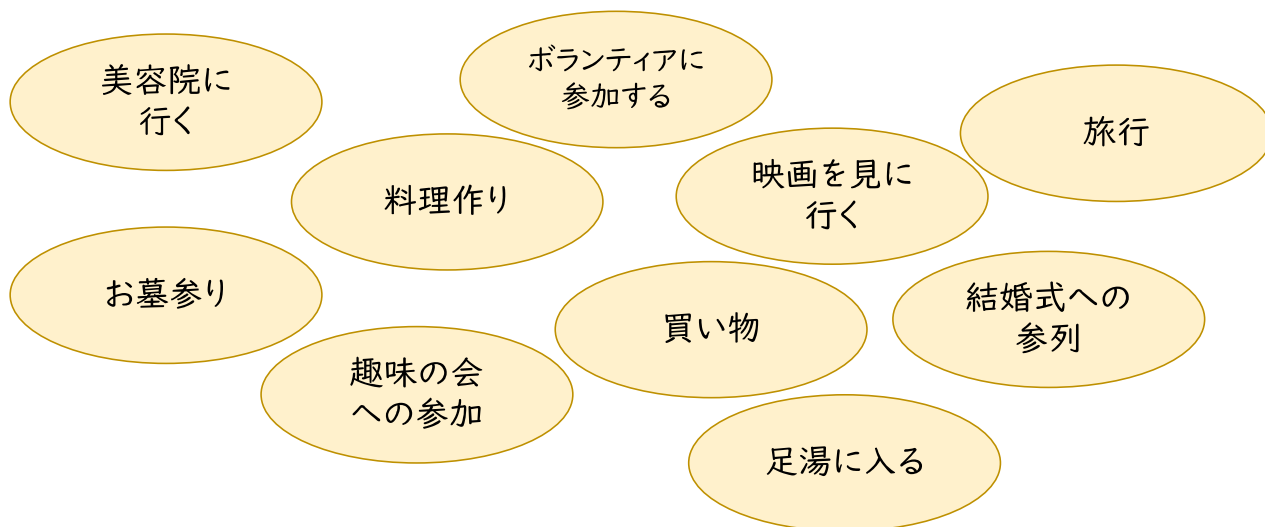 美容院に
行く
ボランティアに
参加する
旅行
料理作り
映画を見に
行く
お墓参り
買い物
結婚式への
参列
趣味の会
への参加
足湯に入る